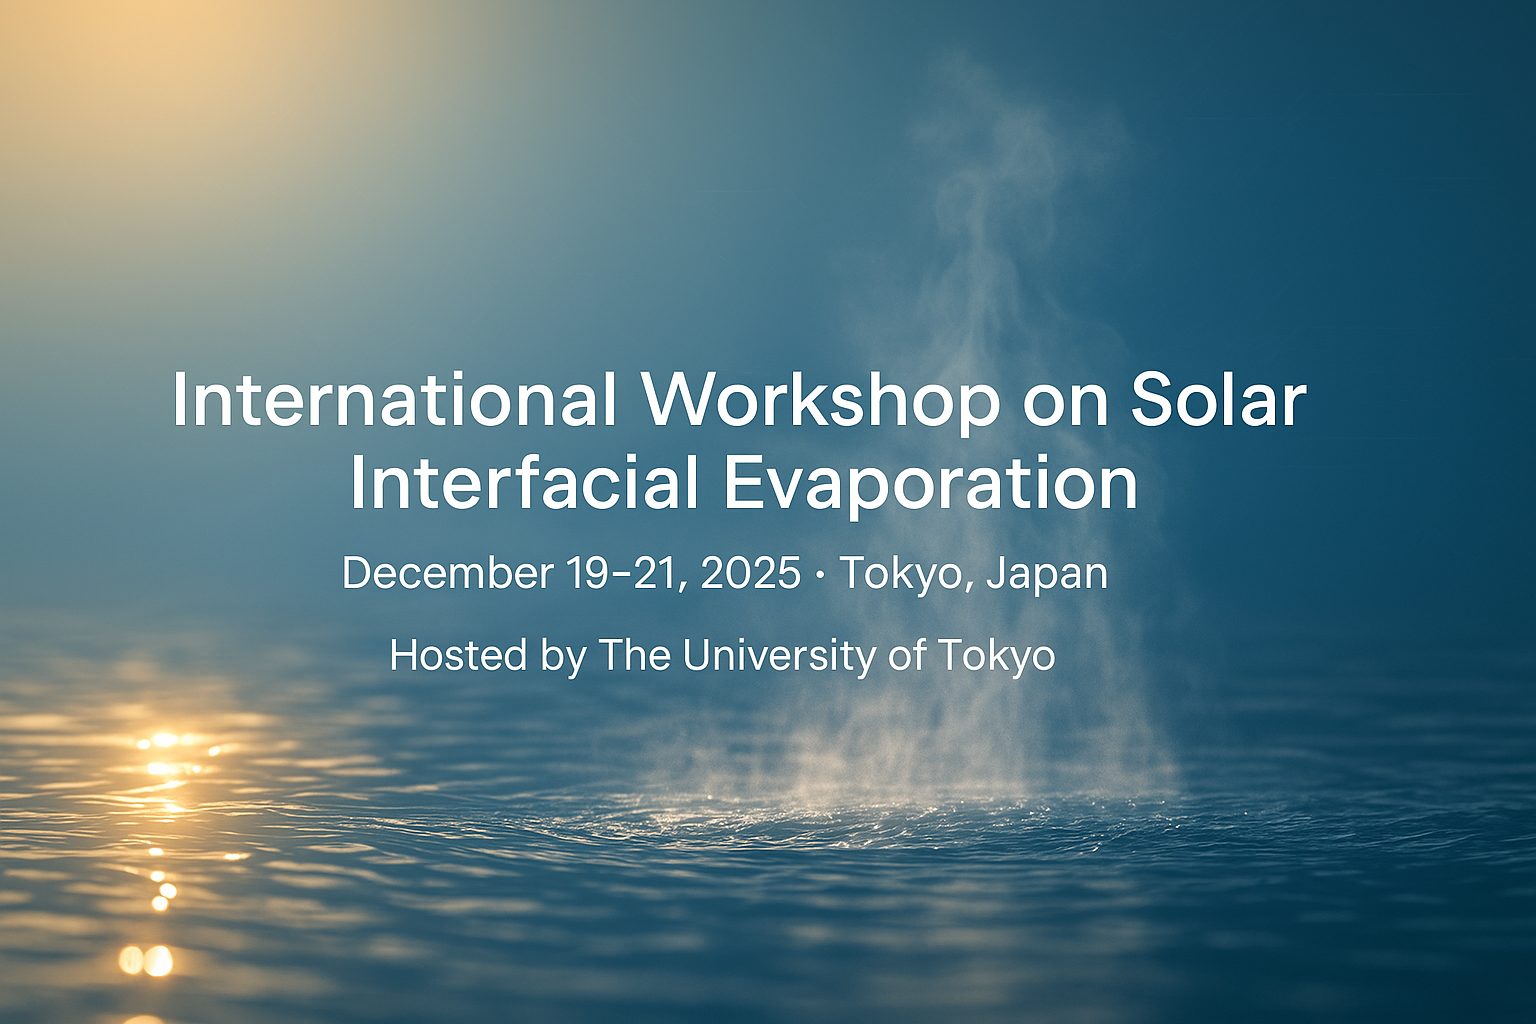 International Workshop on Solar
Interfacial Evaporation
December 19–21, 2025 · Tokyo, Japan
Hosted by The University of Tokyo